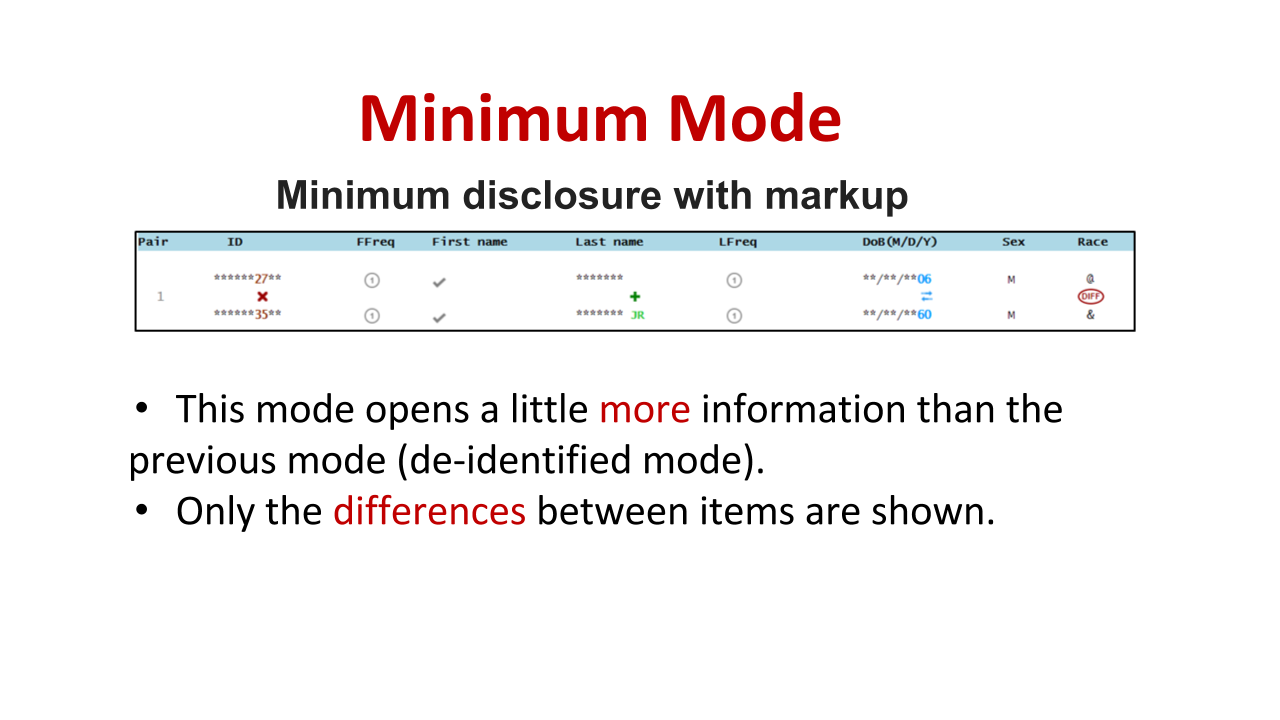 Minimum Mode
Minimum disclosure with markup
Pair ID FFreq First name Last name LFreq DoB(M/D/Y) Sex Race
******27** ① ✓ ******* ① **/**/**06 M @
1 ✗ + ⇄ DIFF
******35** ① ✓ ******* JR ① **/**/**60 M &
• This mode opens a little more information than the
previous mode (de-identified mode).
• Only the differences between items are shown.